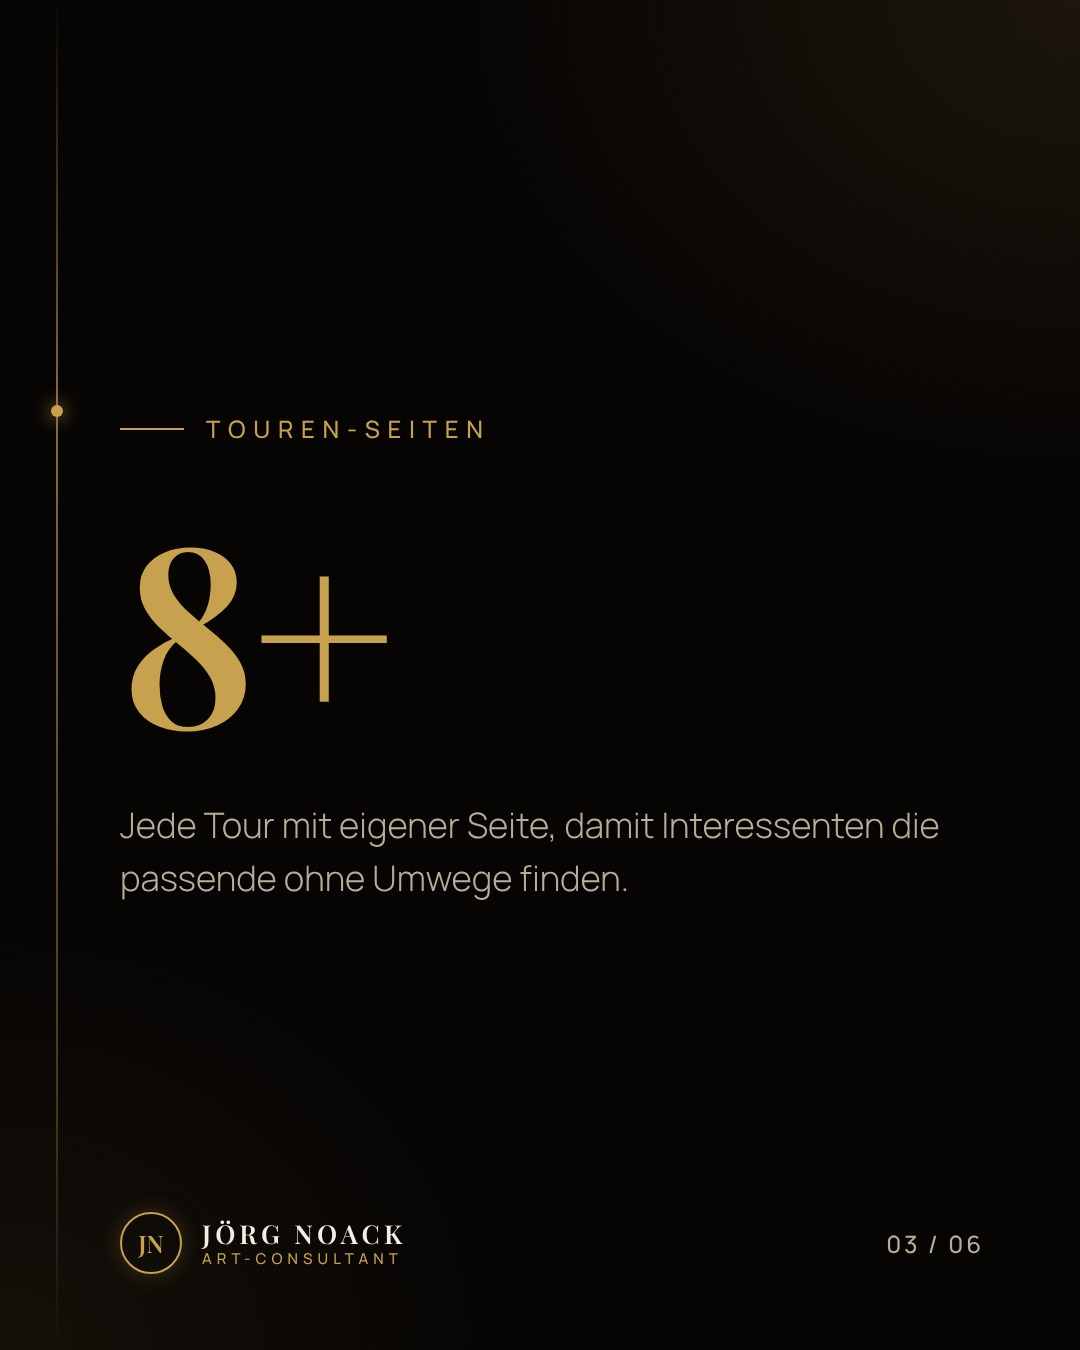 TOUREN-SEITEN
8+
Jede Tour mit eigener Seite, damit Interessenten die
passende ohne Umwege finden.
JN
JÖRG NOACK
ART-CONSULTANT
03 / 06